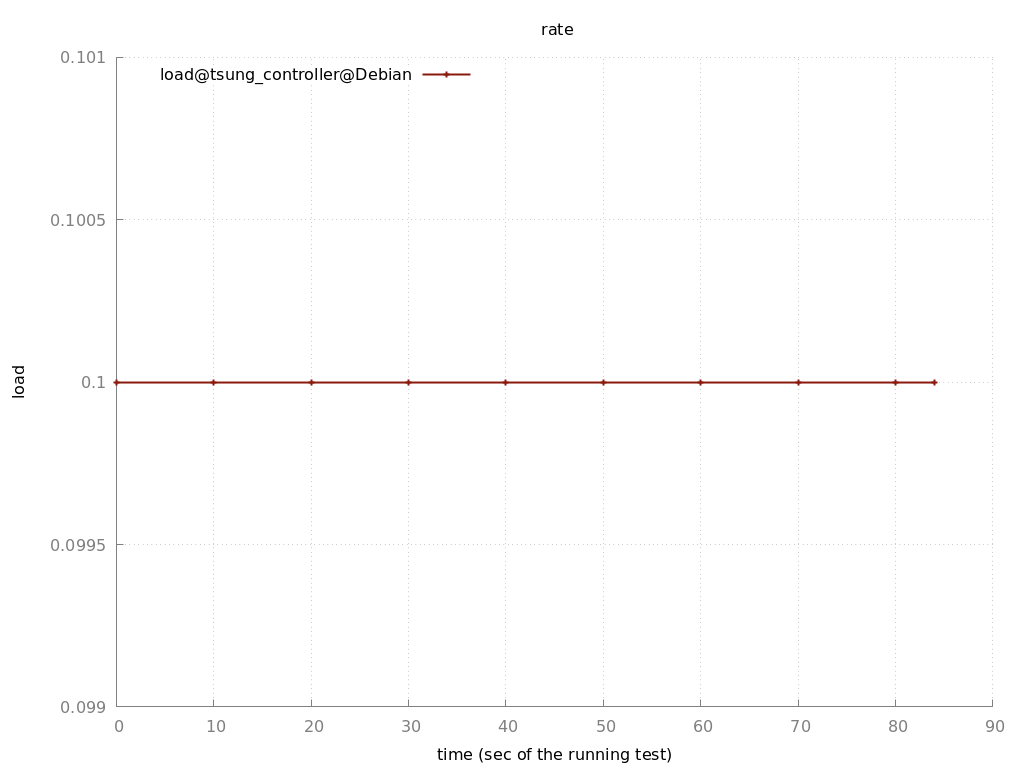 rate
load@tsung_controller@Debian
0.101
0.1005
0.1
0.0995
0.099
load
0 10 20 30 40 50 60 70 80 90
time (sec of the running test)